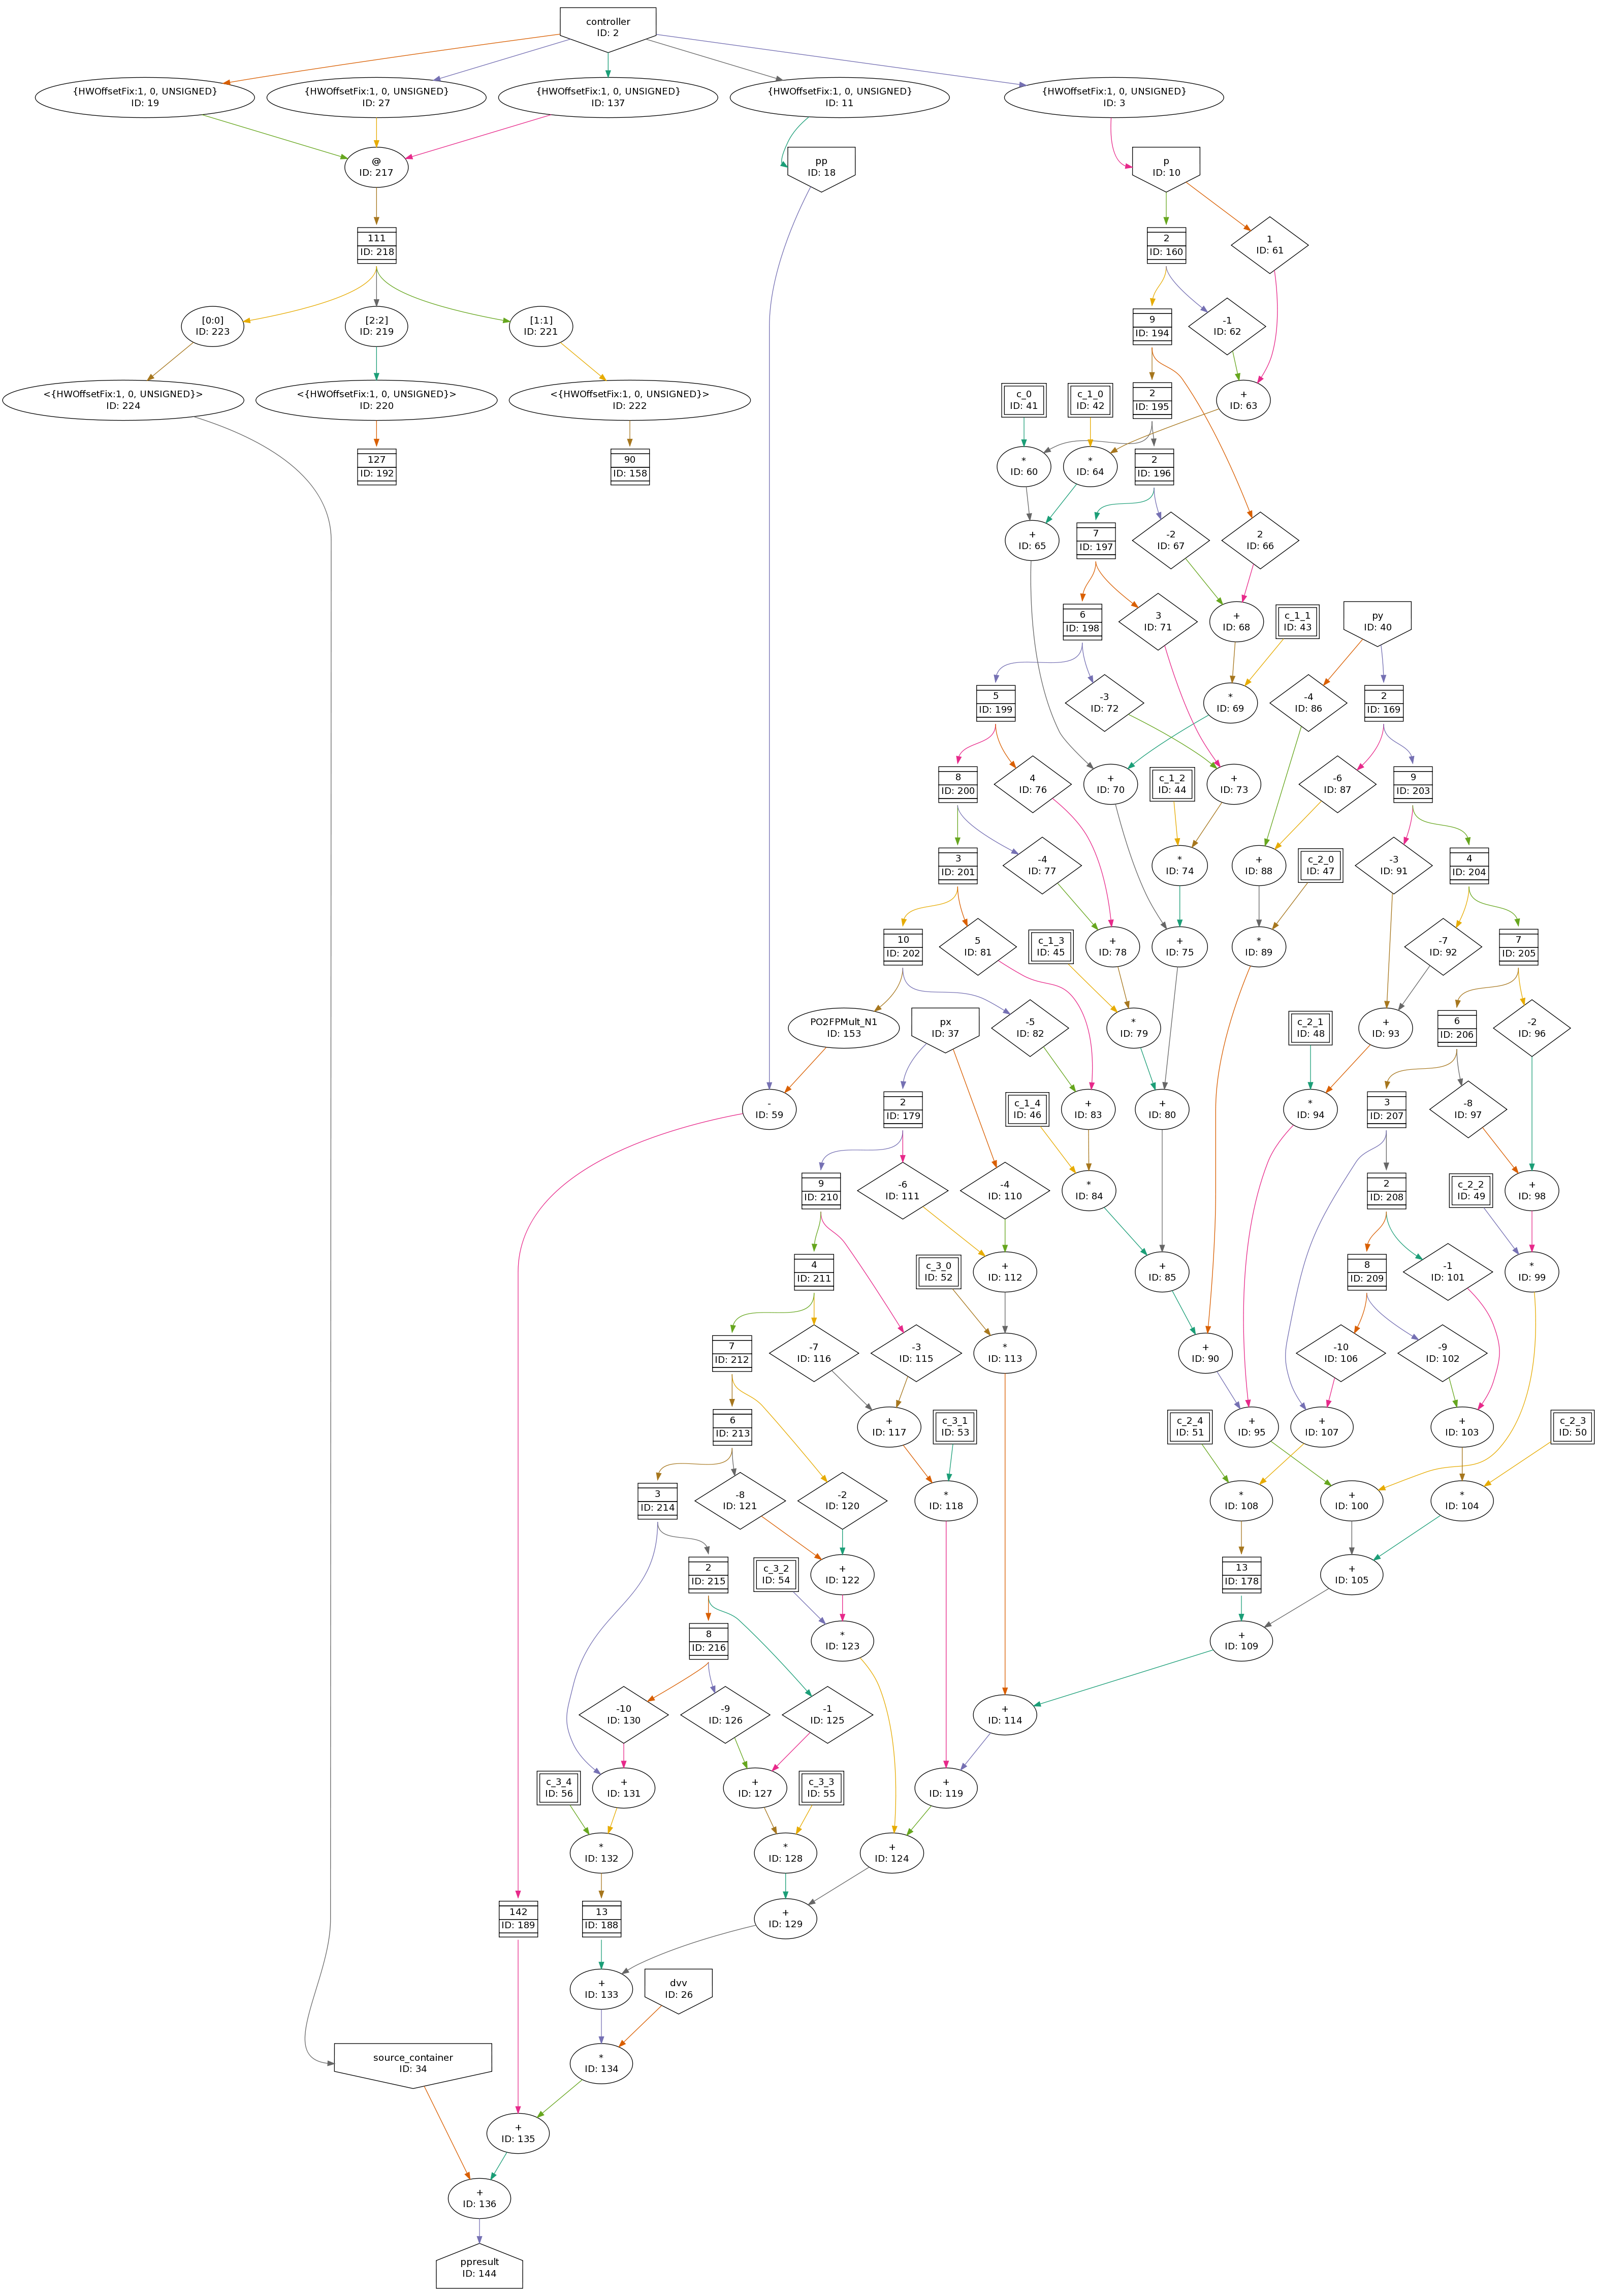 controller
ID: 2
{HWOffsetFix:1, 0, UNSIGNED}
ID: 19
{HWOffsetFix:1, 0, UNSIGNED}
ID: 27
{HWOffsetFix:1, 0, UNSIGNED}
ID: 137
{HWOffsetFix:1, 0, UNSIGNED}
ID: 11
{HWOffsetFix:1, 0, UNSIGNED}
ID: 3
@
ID: 217
pp
ID: 18
p
ID: 10
111
ID: 218
2
ID: 160
1
ID: 61
[0:0]
ID: 223
[2:2]
ID: 219
[1:1]
ID: 221
9
ID: 194
-1
ID: 62
<{HWOffsetFix:1, 0, UNSIGNED}>
ID: 224
<{HWOffsetFix:1, 0, UNSIGNED}>
ID: 220
<{HWOffsetFix:1, 0, UNSIGNED}>
ID: 222
c_0
ID: 41
c_1_0
ID: 42
2
ID: 195
+
ID: 63
127
ID: 192
90
ID: 158
*
ID: 60
*
ID: 64
2
ID: 196
+
ID: 65
7
ID: 197
-2
ID: 67
2
ID: 66
6
ID: 198
3
ID: 71
+
ID: 68
c_1_1
ID: 43
py
ID: 40
5
ID: 199
-3
ID: 72
*
ID: 69
-4
ID: 86
2
ID: 169
8
ID: 200
4
ID: 76
+
ID: 70
c_1_2
ID: 44
+
ID: 73
-6
ID: 87
9
ID: 203
3
ID: 201
-4
ID: 77
*
ID: 74
+
ID: 88
c_2_0
ID: 47
-3
ID: 91
4
ID: 204
10
ID: 202
5
ID: 81
c_1_3
ID: 45
+
ID: 78
+
ID: 75
*
ID: 89
-7
ID: 92
7
ID: 205
PO2FPMult_N1
ID: 153
px
ID: 37
-5
ID: 82
*
ID: 79
c_2_1
ID: 48
+
ID: 93
6
ID: 206
-2
ID: 96
-
ID: 59
2
ID: 179
c_1_4
ID: 46
+
ID: 83
+
ID: 80
*
ID: 94
3
ID: 207
-8
ID: 97
9
ID: 210
-6
ID: 111
-4
ID: 110
*
ID: 84
2
ID: 208
c_2_2
ID: 49
+
ID: 98
4
ID: 211
c_3_0
ID: 52
+
ID: 112
+
ID: 85
8
ID: 209
-1
ID: 101
*
ID: 99
7
ID: 212
-7
ID: 116
-3
ID: 115
*
ID: 113
+
ID: 90
-10
ID: 106
-9
ID: 102
6
ID: 213
+
ID: 117
c_3_1
ID: 53
c_2_4
ID: 51
+
ID: 95
+
ID: 107
+
ID: 103
c_2_3
ID: 50
3
ID: 214
-8
ID: 121
-2
ID: 120
*
ID: 118
*
ID: 108
+
ID: 100
*
ID: 104
2
ID: 215
c_3_2
ID: 54
+
ID: 122
13
ID: 178
+
ID: 105
8
ID: 216
*
ID: 123
+
ID: 109
-10
ID: 130
-9
ID: 126
-1
ID: 125
+
ID: 114
c_3_4
ID: 56
+
ID: 131
+
ID: 127
c_3_3
ID: 55
+
ID: 119
*
ID: 132
*
ID: 128
+
ID: 124
142
ID: 189
13
ID: 188
+
ID: 129
+
ID: 133
dvv
ID: 26
source_container
ID: 34
*
ID: 134
+
ID: 135
+
ID: 136
ppresult
ID: 144